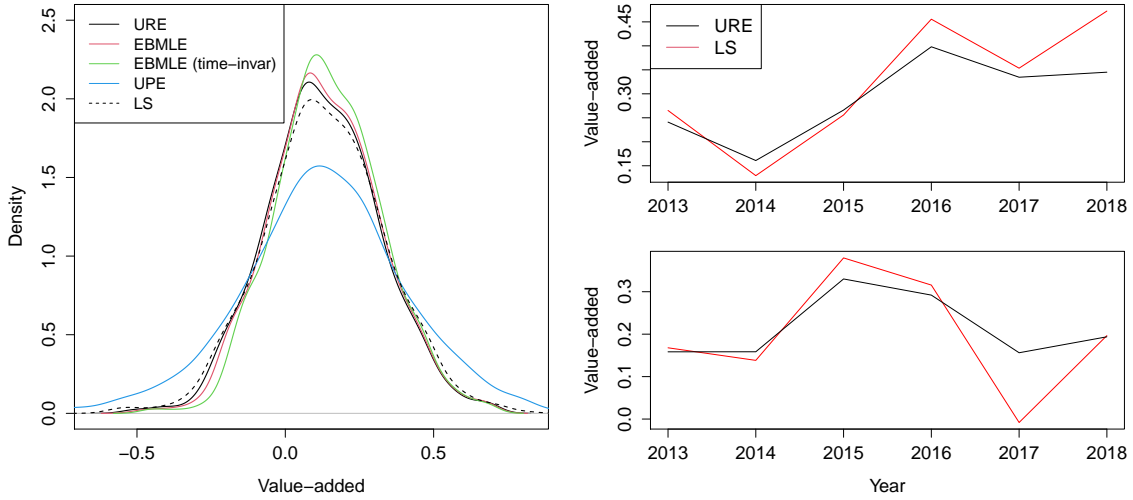 URE
EBMLE
EBMLE (time−invar)
UPE
LS
Density
2.5
2.0
1.5
1.0
0.5
0.0
−0.5
0.0
0.5
Value−added
URE
LS
Value−added
0.45
0.30
0.15
2013
2014
2015
2016
2017
2018
Value−added
0.3
0.2
0.1
0.0
2013
2014
2015
2016
2017
2018
Year